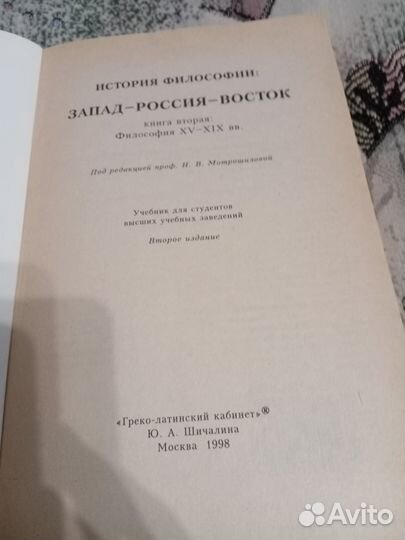 ИСТОРИЯ ФИЛОСОФИИ:
ЗАПАД–РОССИЯ–ВОСТОК
книга вторая:
Философия XV–XIX вв.
Под редакцией проф. Н. В. Мотрошиловой
Учебник для студентов
высших учебных заведений
Второе издание
«Греко-латинский кабинет»®
Ю. А. Шичалина
Москва 1998
Avito